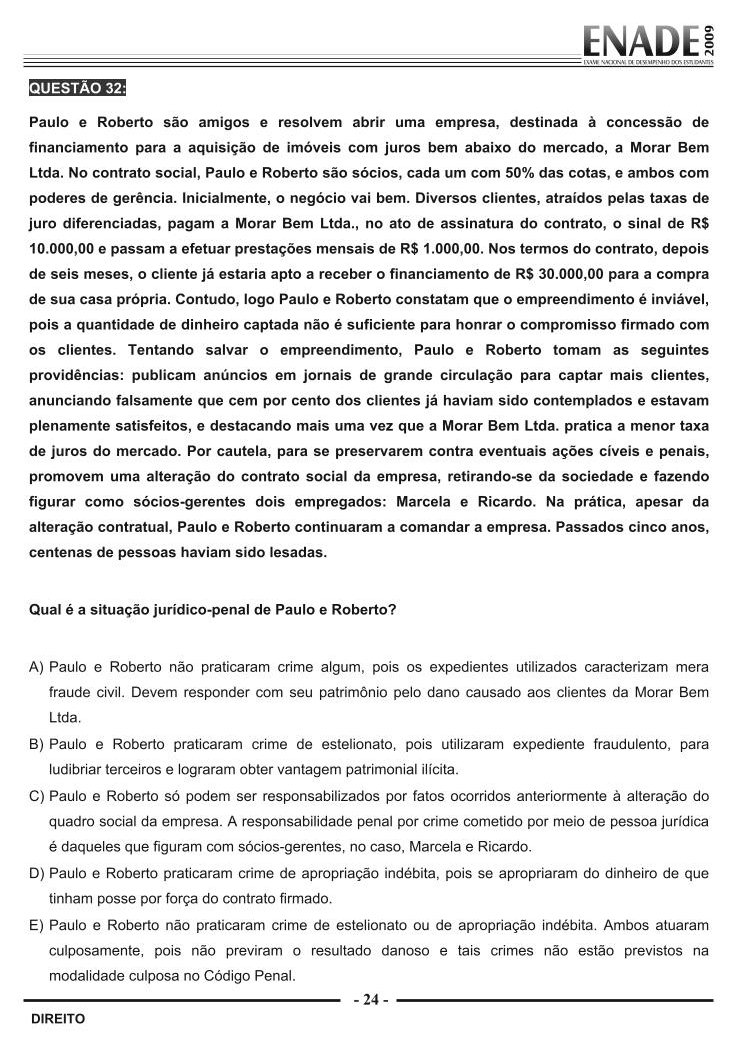 ENADE 2009
EXAME NACIONAL DE DESEMPENHO DOS ESTUDANTES
QUESTÃO 32:
Paulo e Roberto são amigos e resolvem abrir uma empresa, destinada à concessão de
financiamento para a aquisição de imóveis com juros bem abaixo do mercado, a Morar Bem
Ltda. No contrato social, Paulo e Roberto são sócios, cada um com 50% das cotas, e ambos com
poderes de gerência. Inicialmente, o negócio vai bem. Diversos clientes, atraídos pelas taxas de
juro diferenciadas, pagam a Morar Bem Ltda., no ato de assinatura do contrato, o sinal de R$
10.000,00 e passam a efetuar prestações mensais de R$ 1.000,00. Nos termos do contrato, depois
de seis meses, o cliente já estaria apto a receber o financiamento de R$ 30.000,00 para a compra
de sua casa própria. Contudo, logo Paulo e Roberto constatam que o empreendimento é inviável,
pois a quantidade de dinheiro captada não é suficiente para honrar o compromisso firmado com
os clientes. Tentando salvar o empreendimento, Paulo e Roberto tomam as seguintes
providências: publicam anúncios em jornais de grande circulação para captar mais clientes,
anunciando falsamente que cem por cento dos clientes já haviam sido contemplados e estavam
plenamente satisfeitos, e destacando mais uma vez que a Morar Bem Ltda. pratica a menor taxa
de juros do mercado. Por cautela, para se preservarem contra eventuais ações cíveis e penais,
promovem uma alteração do contrato social da empresa, retirando-se da sociedade e fazendo
figurar como sócios-gerentes dois empregados: Marcela e Ricardo. Na prática, apesar da
alteração contratual, Paulo e Roberto continuaram a comandar a empresa. Passados cinco anos,
centenas de pessoas haviam sido lesadas.
Qual é a situação jurídico-penal de Paulo e Roberto?
A) Paulo e Roberto não praticaram crime algum, pois os expedientes utilizados caracterizam mera
fraude civil. Devem responder com seu patrimônio pelo dano causado aos clientes da Morar Bem
Ltda.
B) Paulo e Roberto praticaram crime de estelionato, pois utilizaram expediente fraudulento, para
ludibriar terceiros e lograram obter vantagem patrimonial ilícita.
C) Paulo e Roberto só podem ser responsabilizados por fatos ocorridos anteriormente à alteração do
quadro social da empresa. A responsabilidade penal por crime cometido por meio de pessoa jurídica
é daqueles que figuram com sócios-gerentes, no caso, Marcela e Ricardo.
D) Paulo e Roberto praticaram crime de apropriação indébita, pois se apropriaram do dinheiro de que
tinham posse por força do contrato firmado.
E) Paulo e Roberto não praticaram crime de estelionato ou de apropriação indébita. Ambos atuaram
culposamente, pois não previram o resultado danoso e tais crimes não estão previstos na
modalidade culposa no Código Penal.
- 24 -
DIREITO